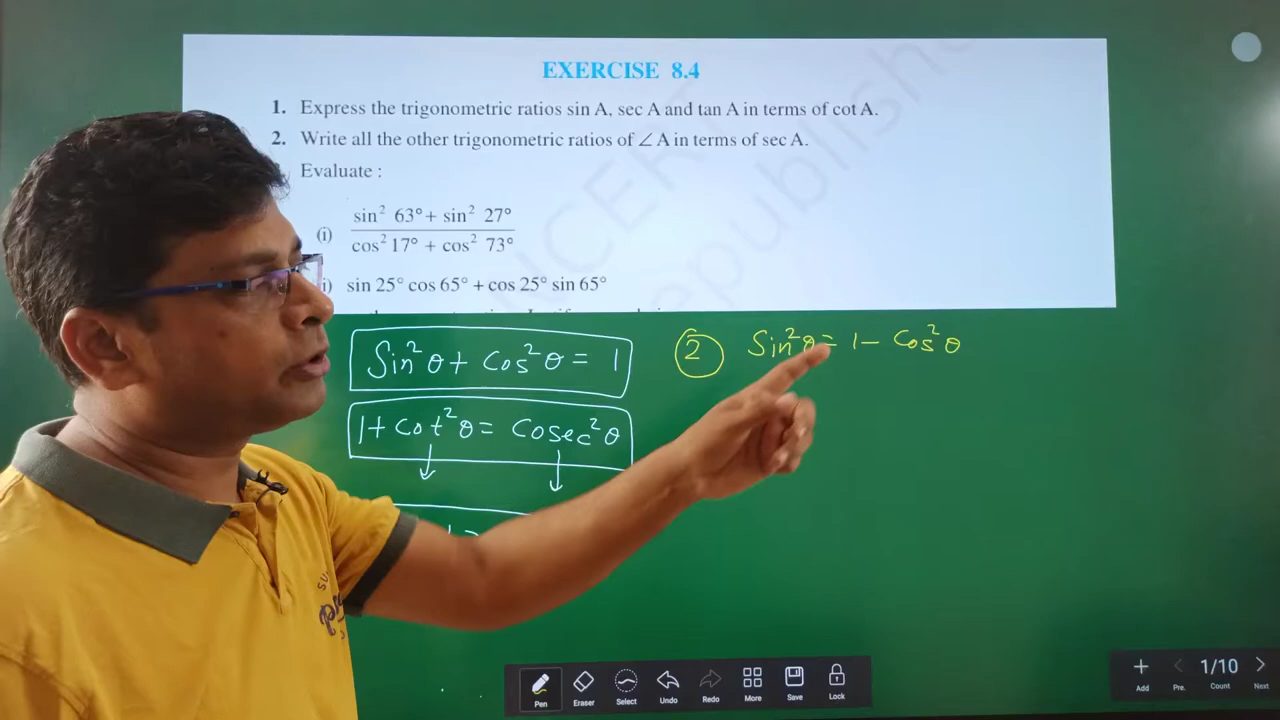 EXERCISE 8.4
1. Express the trigonometric ratios sin A, sec A and tan A in terms of cot A.
2. Write all the other trigonometric ratios of ∠A in terms of sec A.
Evaluate :
(i) sin² 63° + sin² 27°
cos² 17° + cos² 73°
i) sin 25° cos 65° + cos 25° sin 65°
Sin²θ + Cos²θ = 1
1 + Cot²θ = Cosec²θ
2 Sin²θ = 1 - Cos²θ
Pen Eraser Select Undo Redo More Save Lock
1/10
Add Pre. Count Next